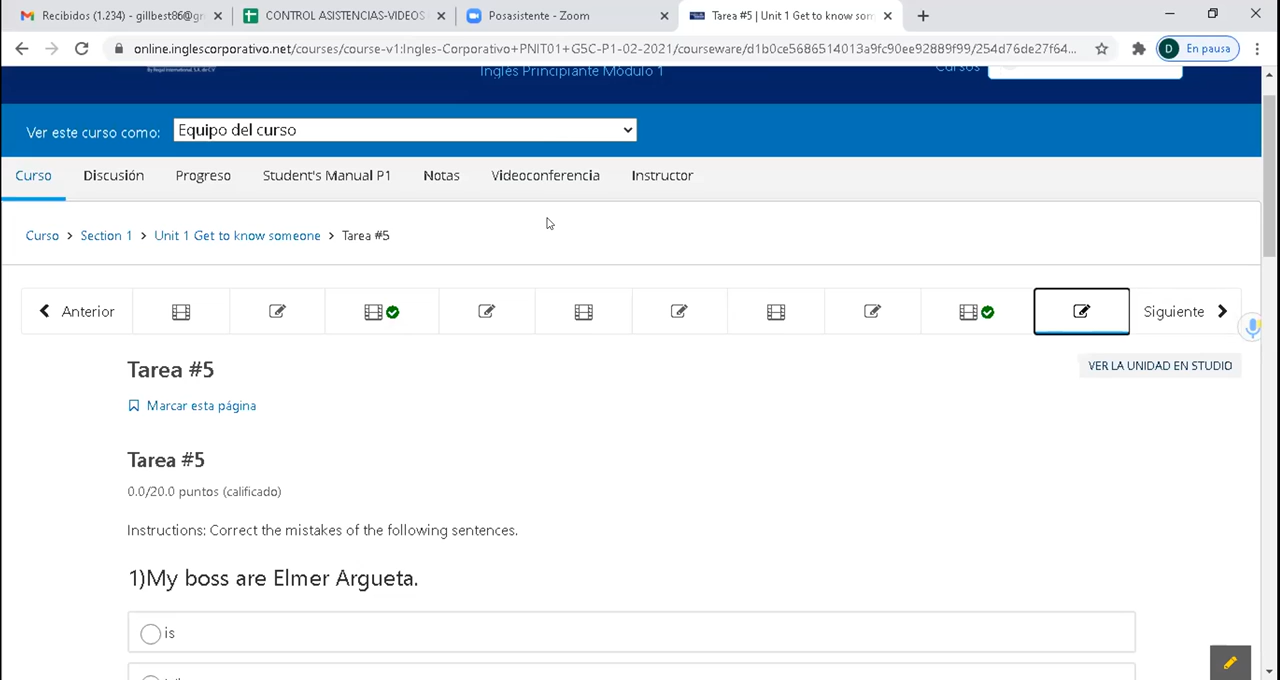 Recibidos (1.234) - gillbest86@g
CONTROL ASISTENCIAS-VIDEOS
Posasistente - Zoom
Tarea #5 | Unit 1 Get to know som
online.inglescorporativo.net/courses/course-v1:Ingles-Corporativo+PNIT01+G5C-P1-02-2021/courseware/d1b0ce5686514013a9fc90ee92889f99/254d76de27f64...
D En pausa
By Regal International, S.A. de C.V.
Inglés Principiante Módulo 1
Cursos
Ver este curso como: Equipo del curso
Curso Discusión Progreso Student's Manual P1 Notas Videoconferencia Instructor
Curso > Section 1 > Unit 1 Get to know someone > Tarea #5
Anterior
Siguiente
Tarea #5
VER LA UNIDAD EN STUDIO
Marcar esta página
Tarea #5
0.0/20.0 puntos (calificado)
Instructions: Correct the mistakes of the following sentences.
1)My boss are Elmer Argueta.
is